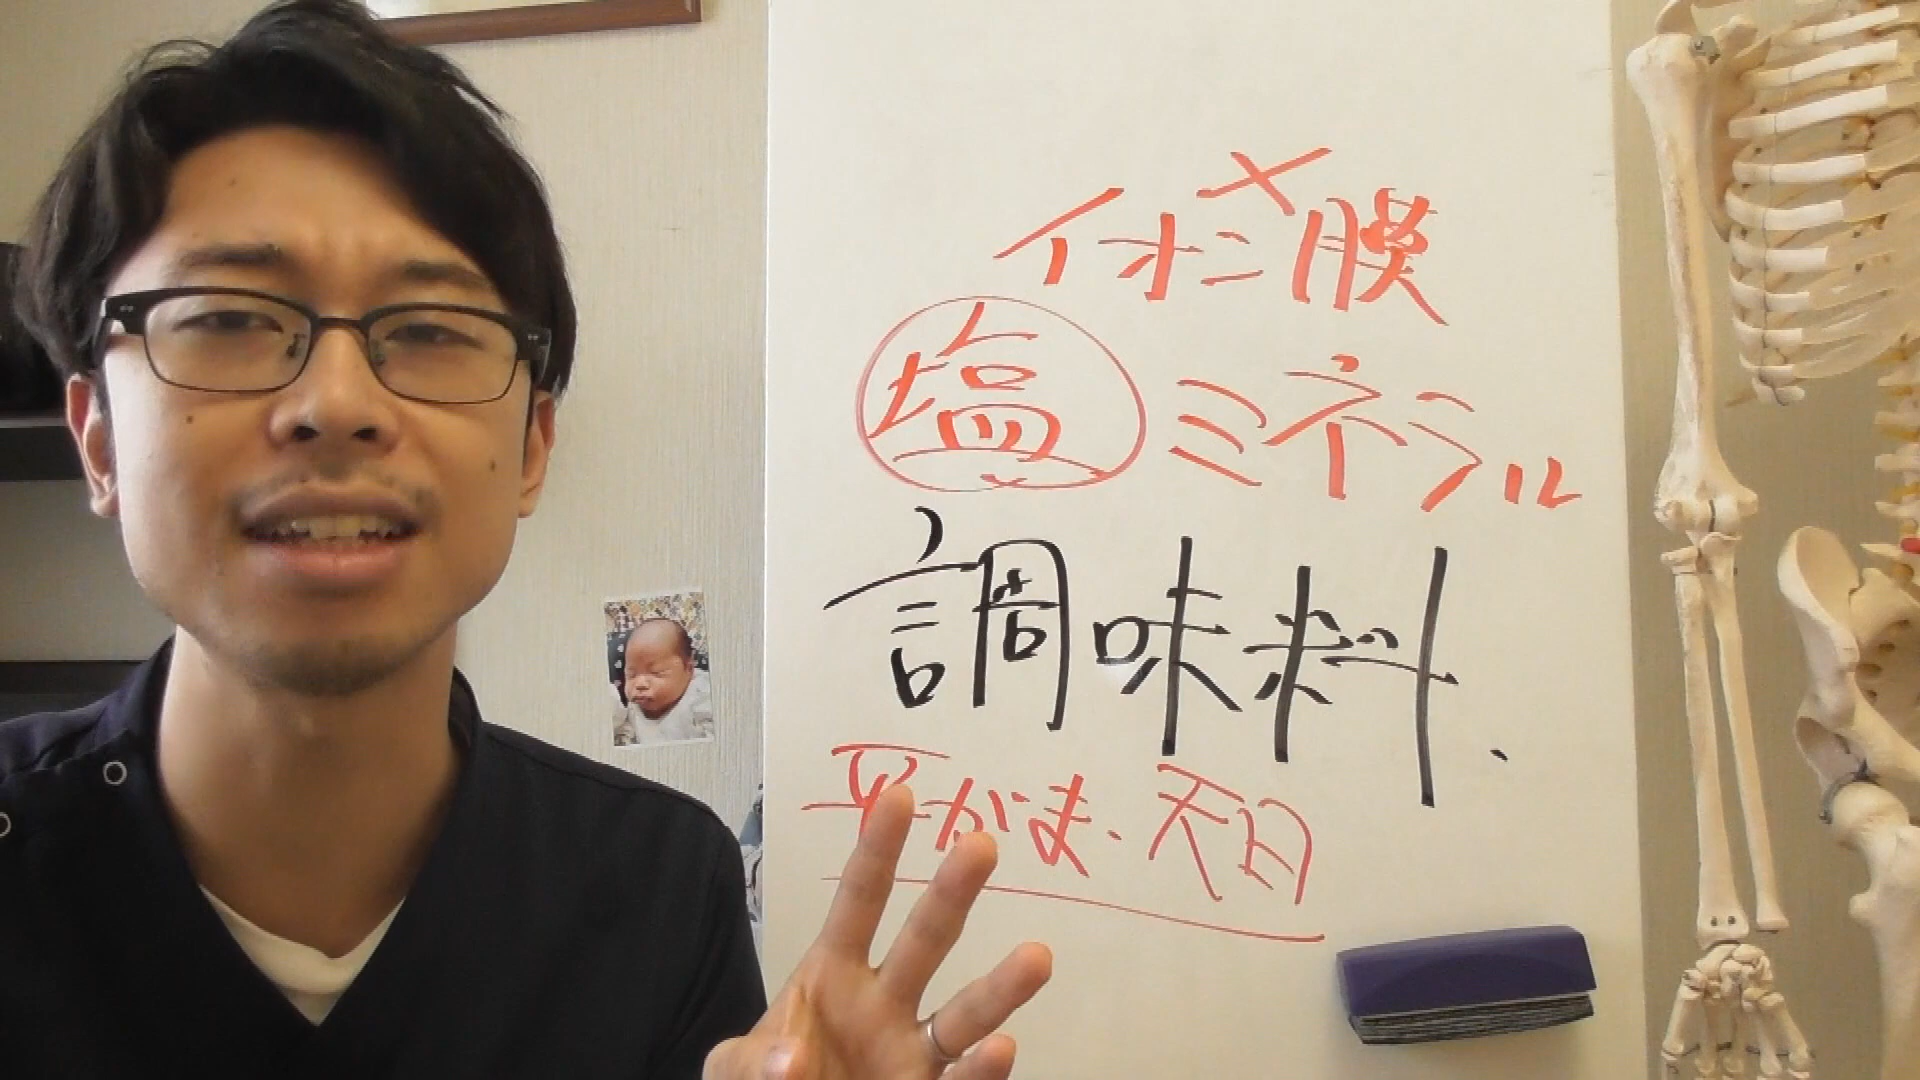 ×
イオン膜
塩 ミネラル
調味料、
平がま・天日